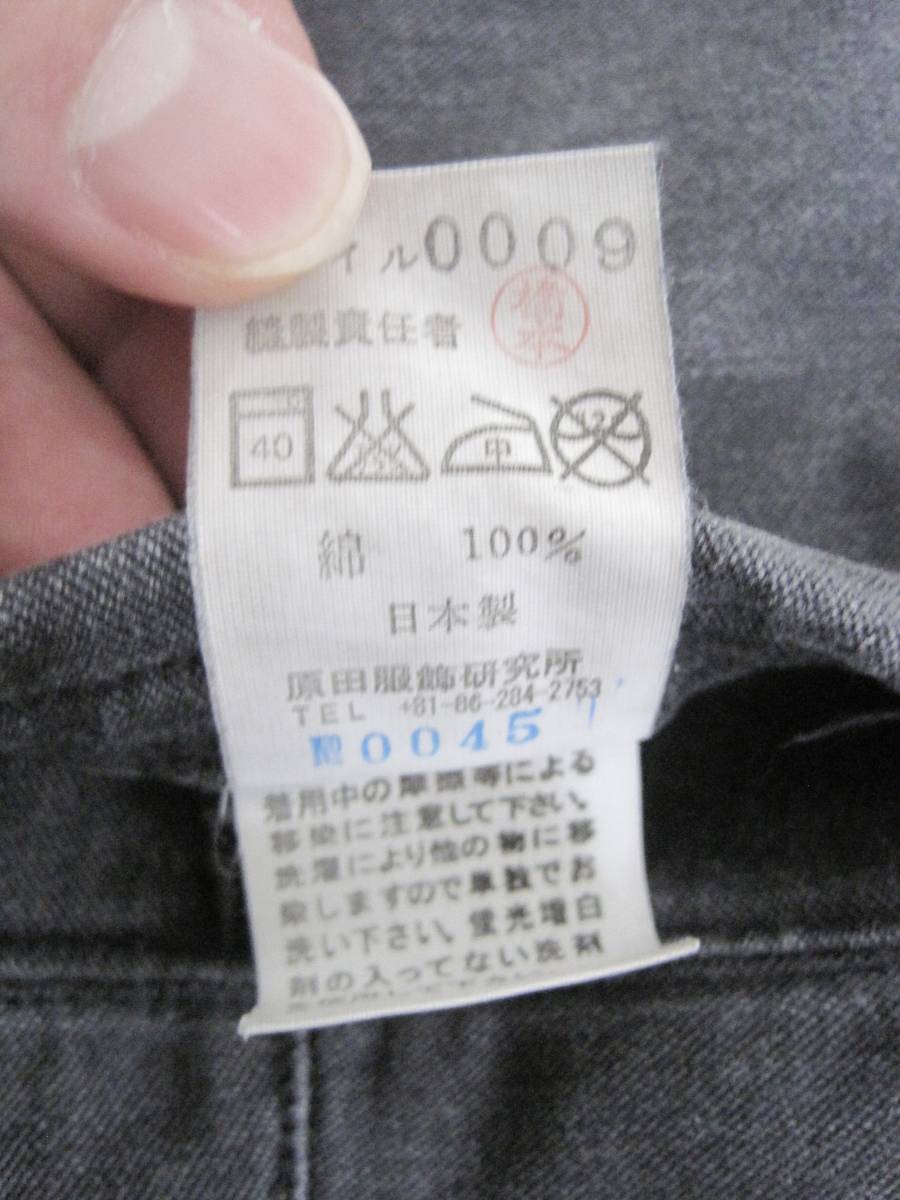 イル0009
縫製責任者
40
中
綿 100%
日本製
原田服飾研究所
TEL +81-86-284-2753
№0045
着用中の摩擦等による
移染に注意して下さい。
洗濯により他の物に移
染しますので単独でお
洗い下さい。蛍光増白
剤の入ってない洗剤